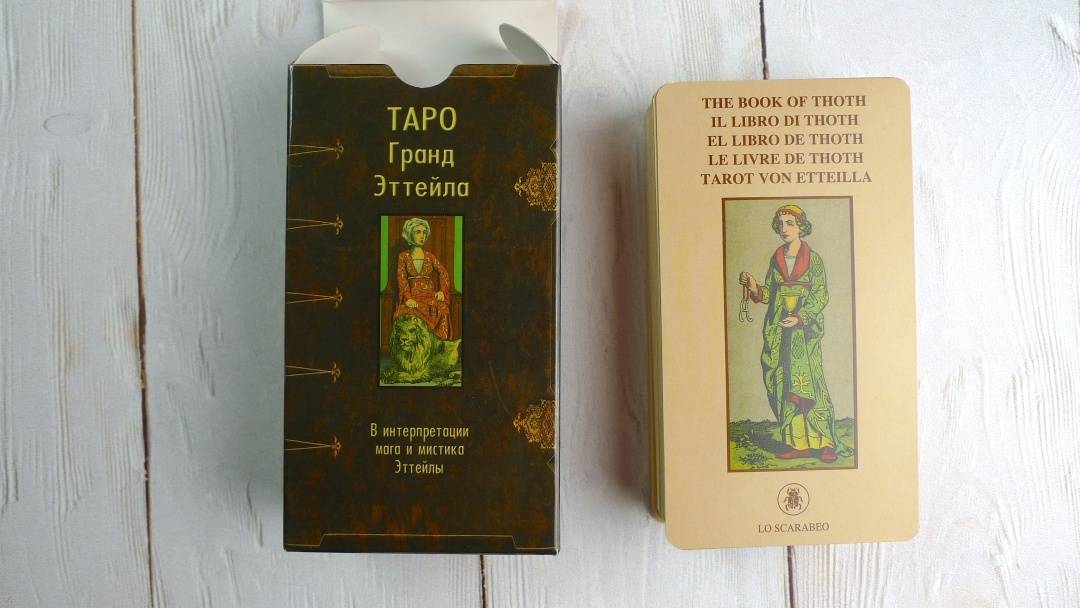 ТАРО
Гранд
Эттейла
В интерпретации
мага и мистика
Эттейлы
THE BOOK OF THOTH
IL LIBRO DI THOTH
EL LIBRO DE THOTH
LE LIVRE DE THOTH
TAROT VON ETTEILLA
LO SCARABEO